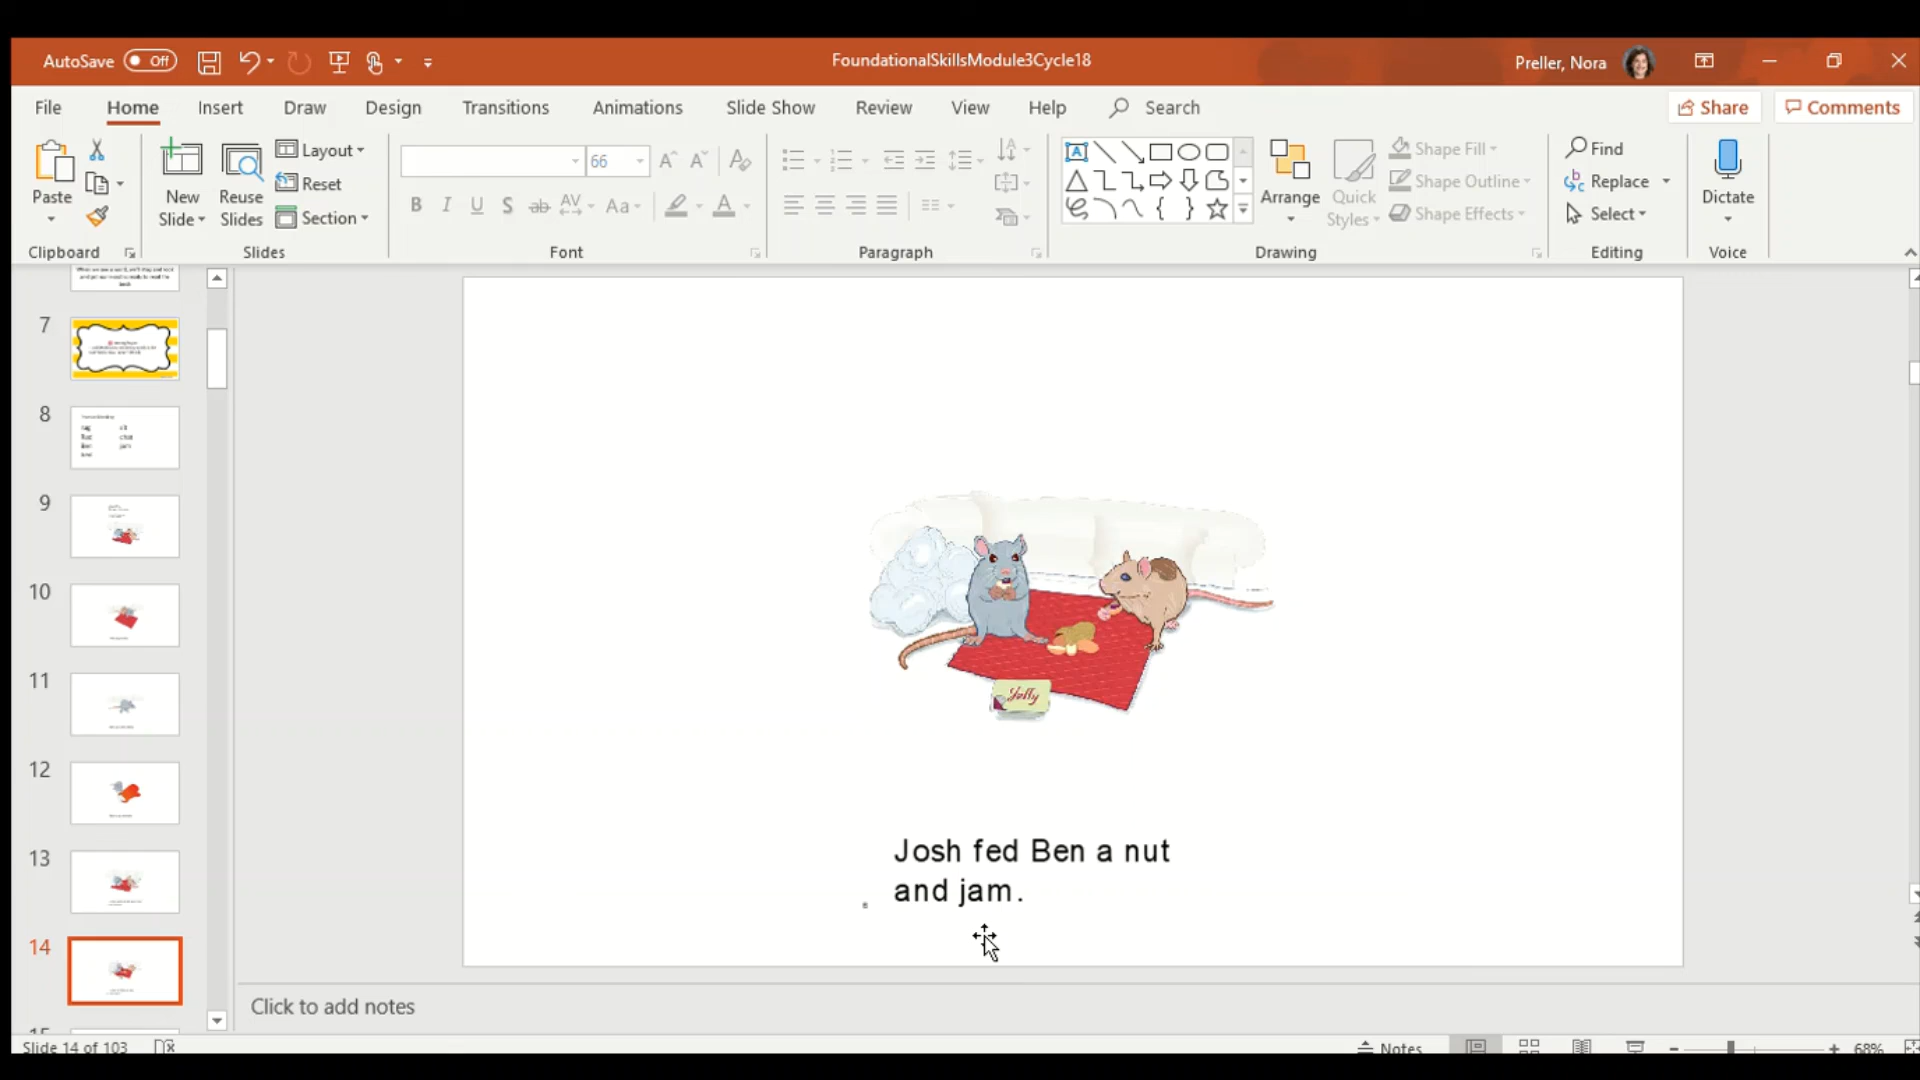 AutoSave Off
FoundationalSkillsModule3Cycle18
Preller, Nora
File Home Insert Draw Design Transitions Animations Slide Show Review View Help Search
Share Comments
Paste
New Slide
Reuse Slides
Layout
Reset
Section
66
Arrange
Quick Styles
Shape Fill
Shape Outline
Shape Effects
Find
Replace
Select
Dictate
Clipboard Slides Font Paragraph Drawing Editing Voice
7
8
9
10
11
12
13
14
15
Jelly
Josh fed Ben a nut
and jam.
Click to add notes
Slide 14 of 103
Notes
68%